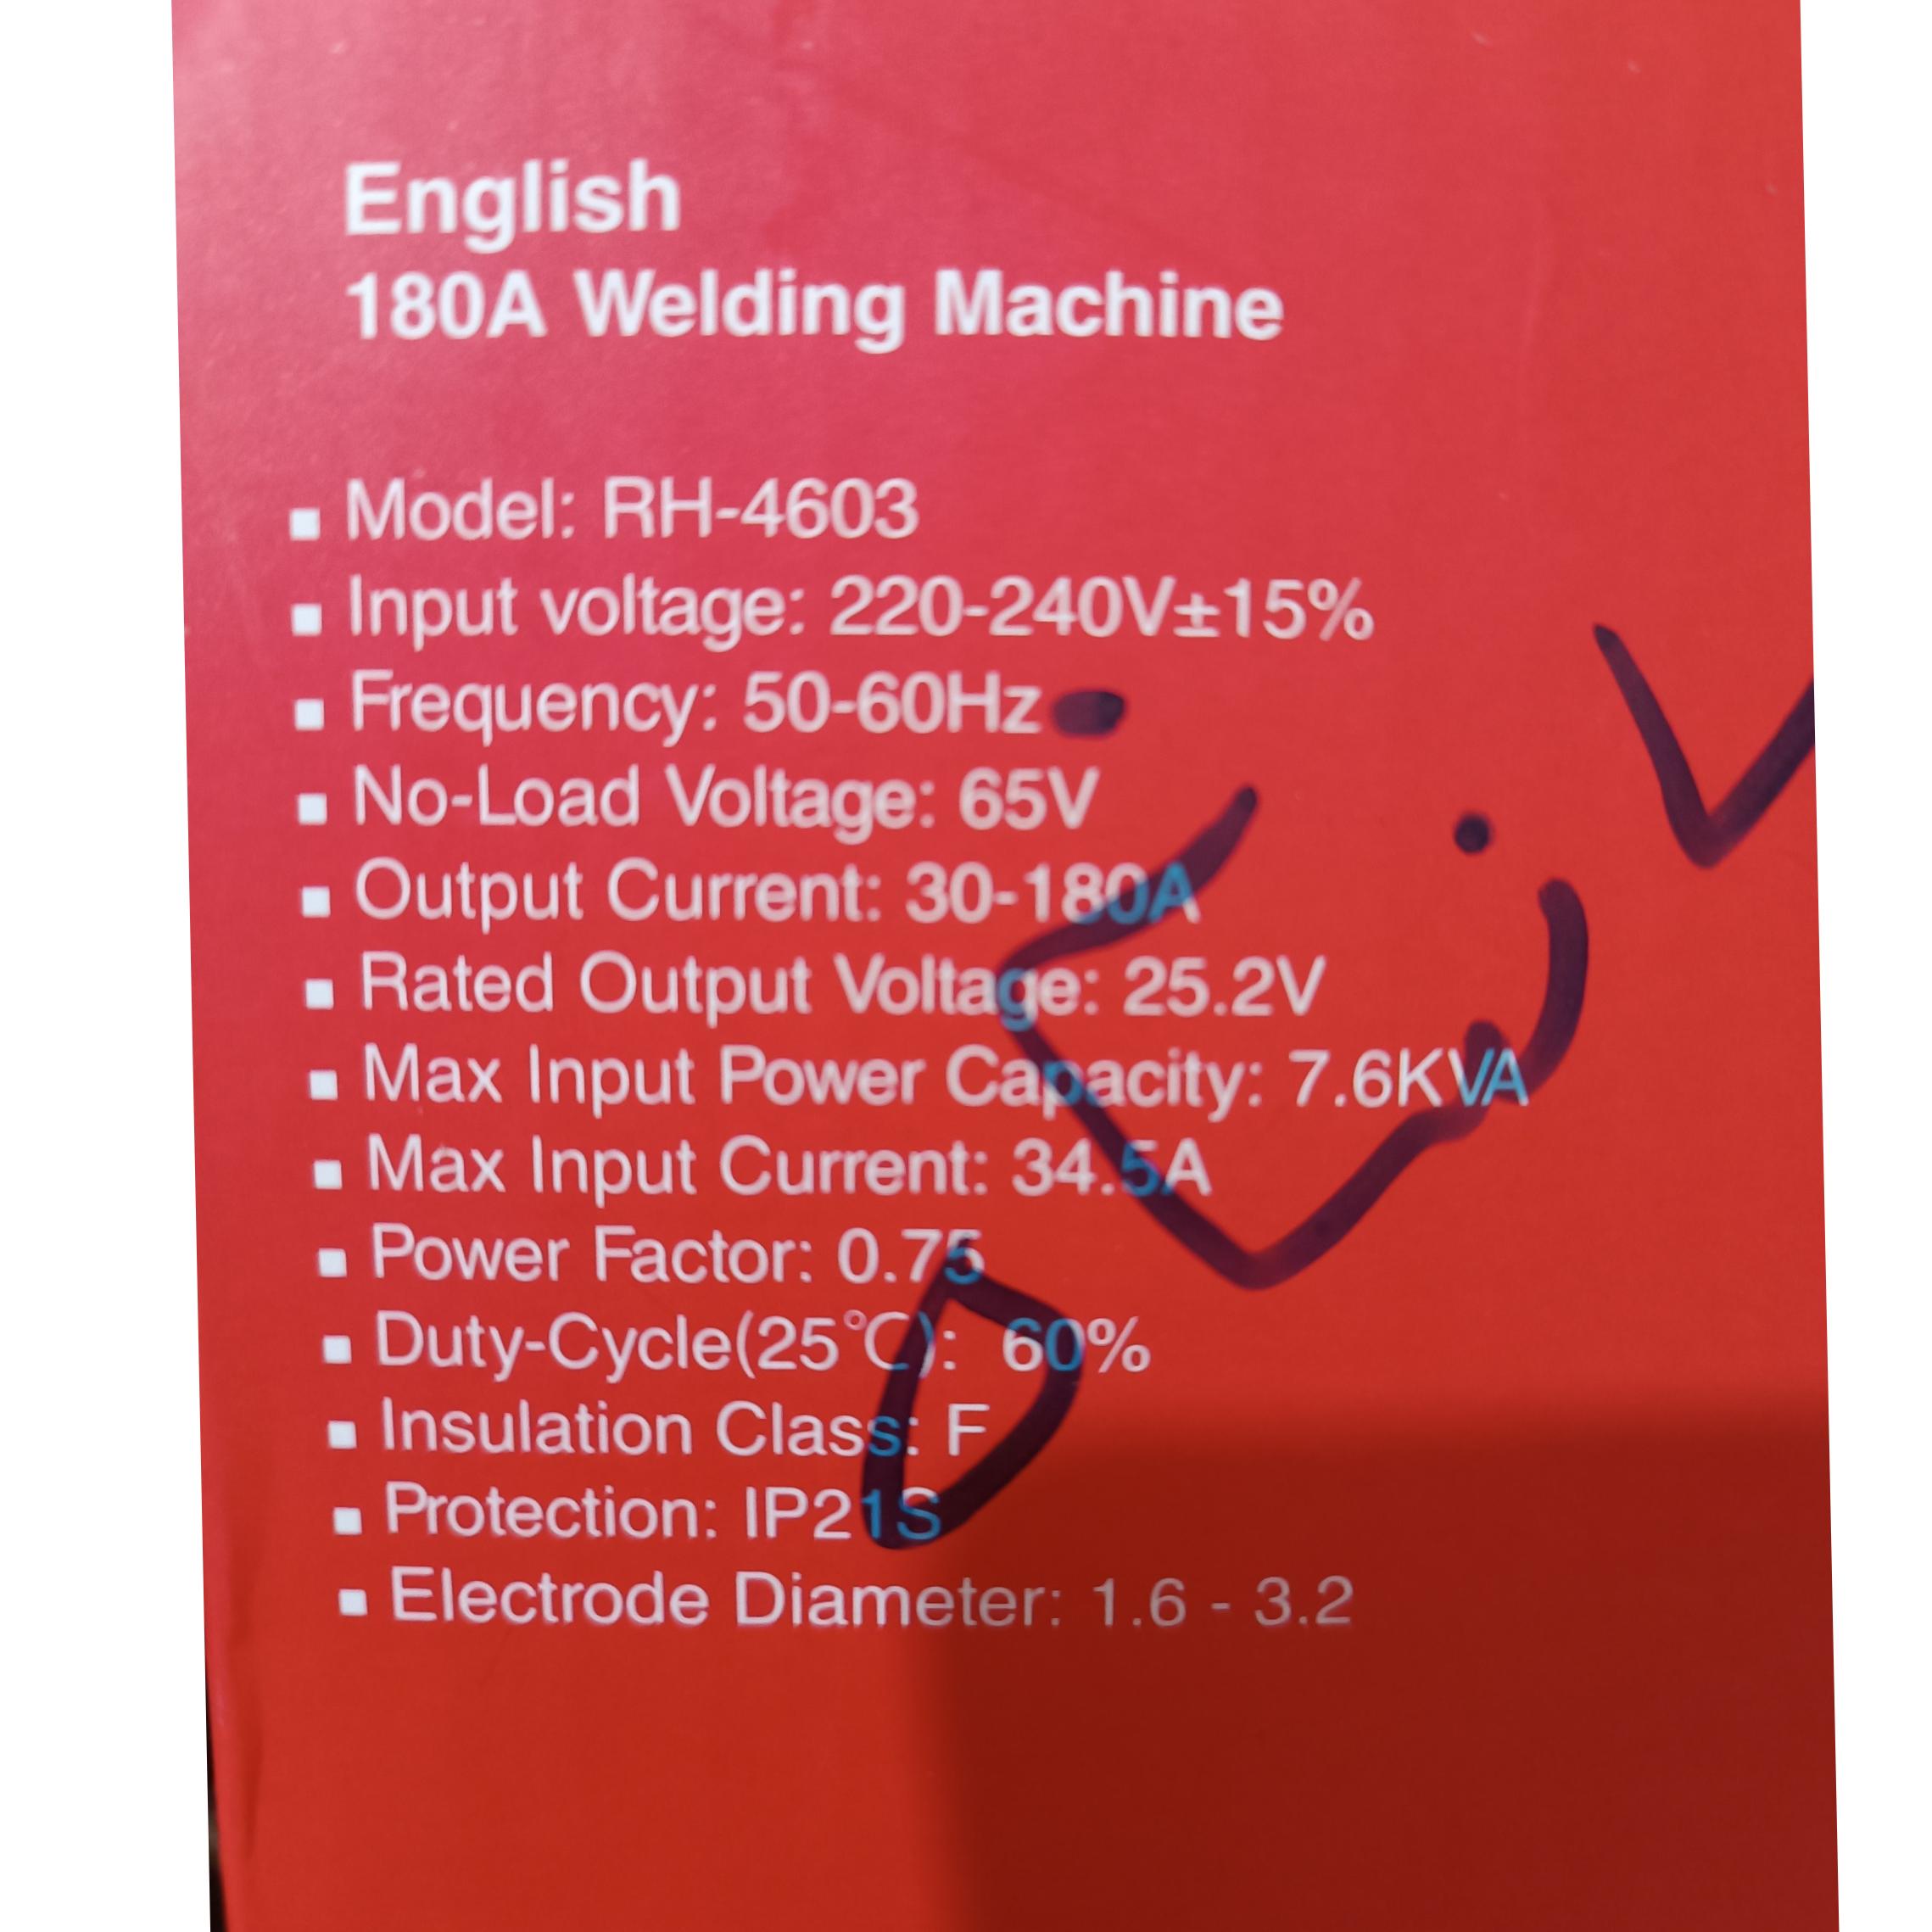 English
180A Welding Machine
▪ Model: RH-4603
▪ Input voltage: 220-240V±15%
▪ Frequency: 50-60Hz
▪ No-Load Voltage: 65V
▪ Output Current: 30-180A
▪ Rated Output Voltage: 25.2V
▪ Max Input Power Capacity: 7.6KVA
▪ Max Input Current: 34.5A
▪ Power Factor: 0.75
▪ Duty-Cycle(25℃): 60%
▪ Insulation Class: F
▪ Protection: IP21S
▪ Electrode Diameter: 1.6 - 3.2